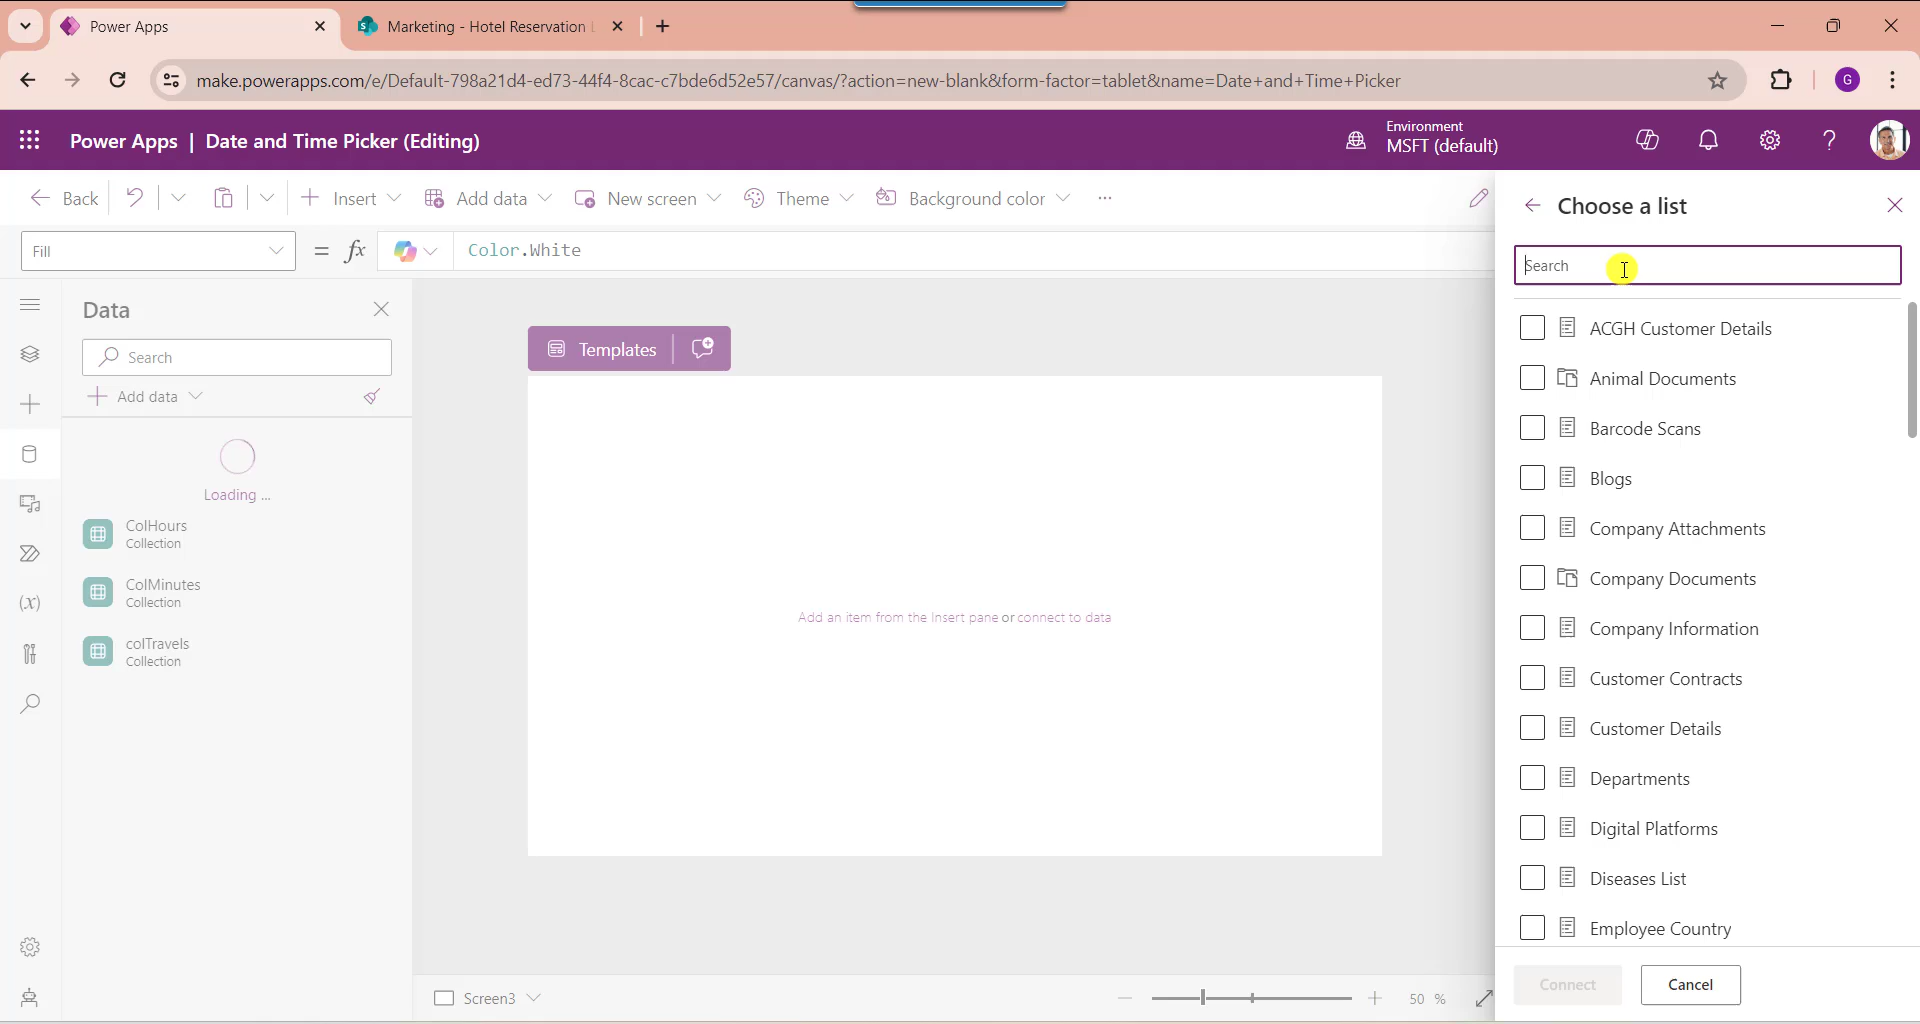 Power Apps
Marketing - Hotel Reservation
make.powerapps.com/e/Default-798a21d4-ed73-44f4-8cac-c7bde6d52e57/canvas/?action=new-blank&form-factor=tablet&name=Date+and+Time+Picker
G
Power Apps | Date and Time Picker (Editing)
Environment
MSFT (default)
Back
Insert
Add data
New screen
Theme
Background color
...
Fill
= fx
Color.White
Data
Search
Add data
Loading ...
ColHours
Collection
ColMinutes
Collection
colTravels
Collection
(x)
Templates
Add an item from the Insert pane or connect to data
Screen3
50 %
Choose a list
Search
ACGH Customer Details
Animal Documents
Barcode Scans
Blogs
Company Attachments
Company Documents
Company Information
Customer Contracts
Customer Details
Departments
Digital Platforms
Diseases List
Employee Country
Connect
Cancel